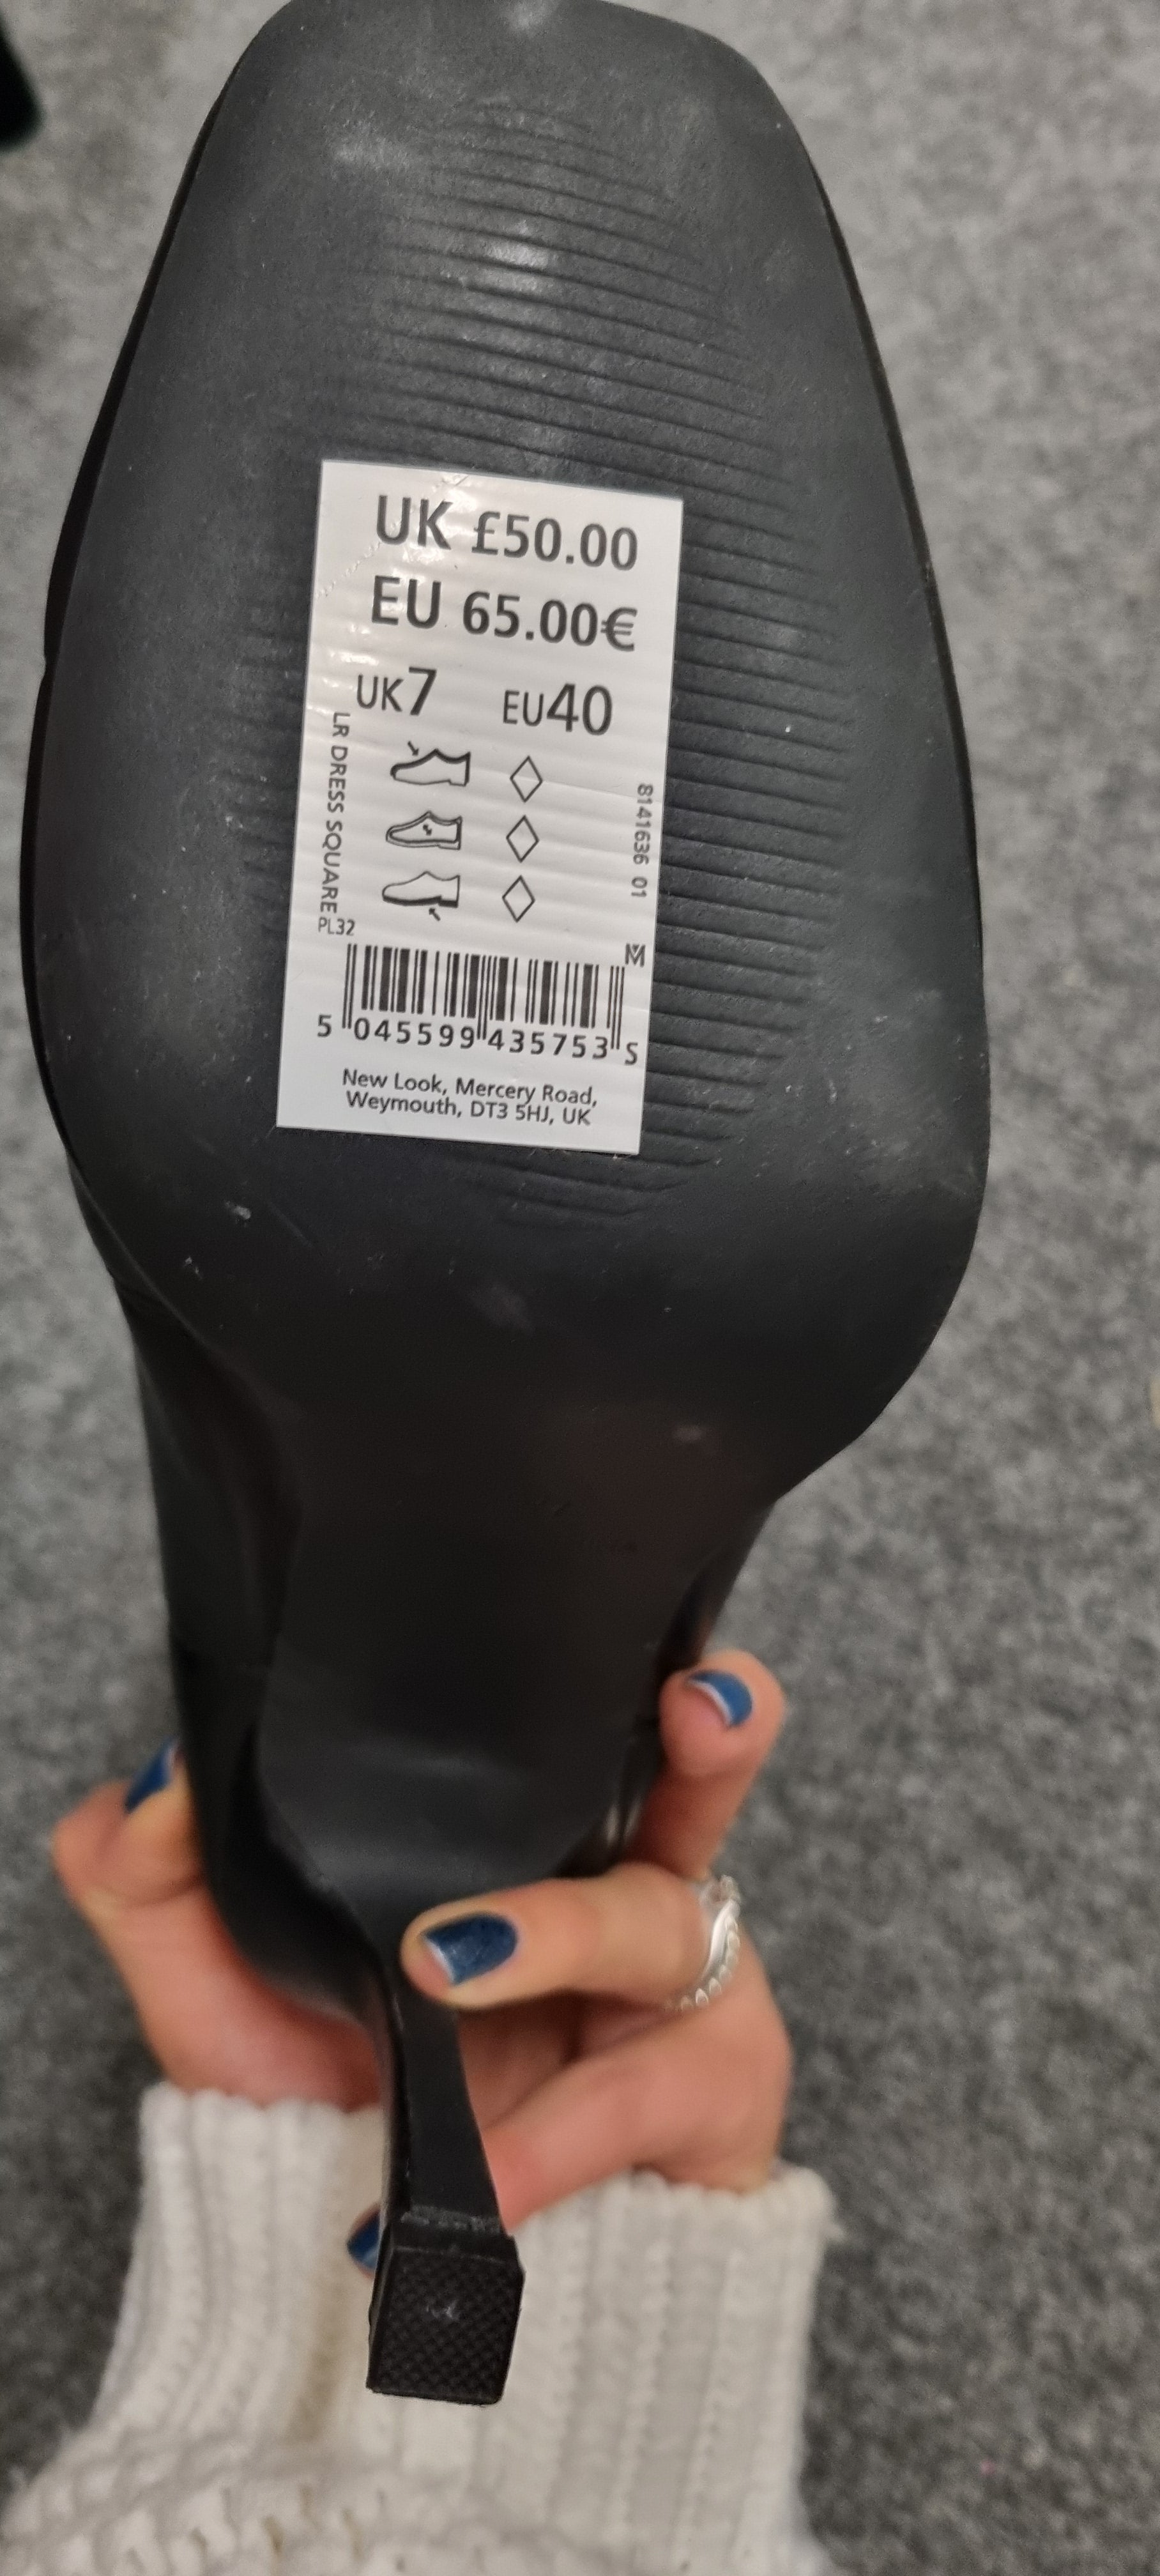 UK £50.00
EU 65.00€
UK7 EU40
LR DRESS SQUARE
8141636 01
PL32
M
5 045599 435753 S
New Look, Mercery Road,
Weymouth, DT3 5HJ, UK